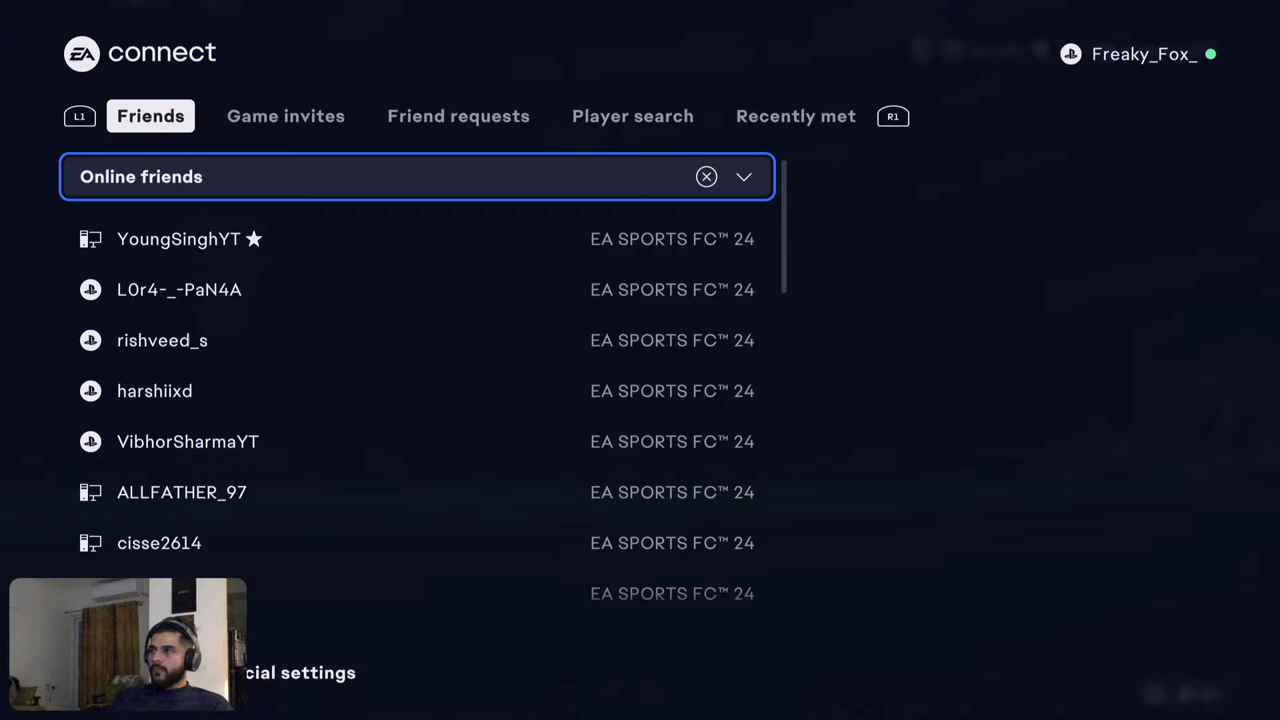 EA connect
Freaky_Fox_
L1 Friends Game invites Friend requests Player search Recently met R1
Online friends
YoungSinghYT ★ EA SPORTS FC™ 24
L0r4-_-PaN4A EA SPORTS FC™ 24
rishveed_s EA SPORTS FC™ 24
harshiixd EA SPORTS FC™ 24
VibhorSharmaYT EA SPORTS FC™ 24
ALLFATHER_97 EA SPORTS FC™ 24
cisse2614 EA SPORTS FC™ 24
EA SPORTS FC™ 24
settings